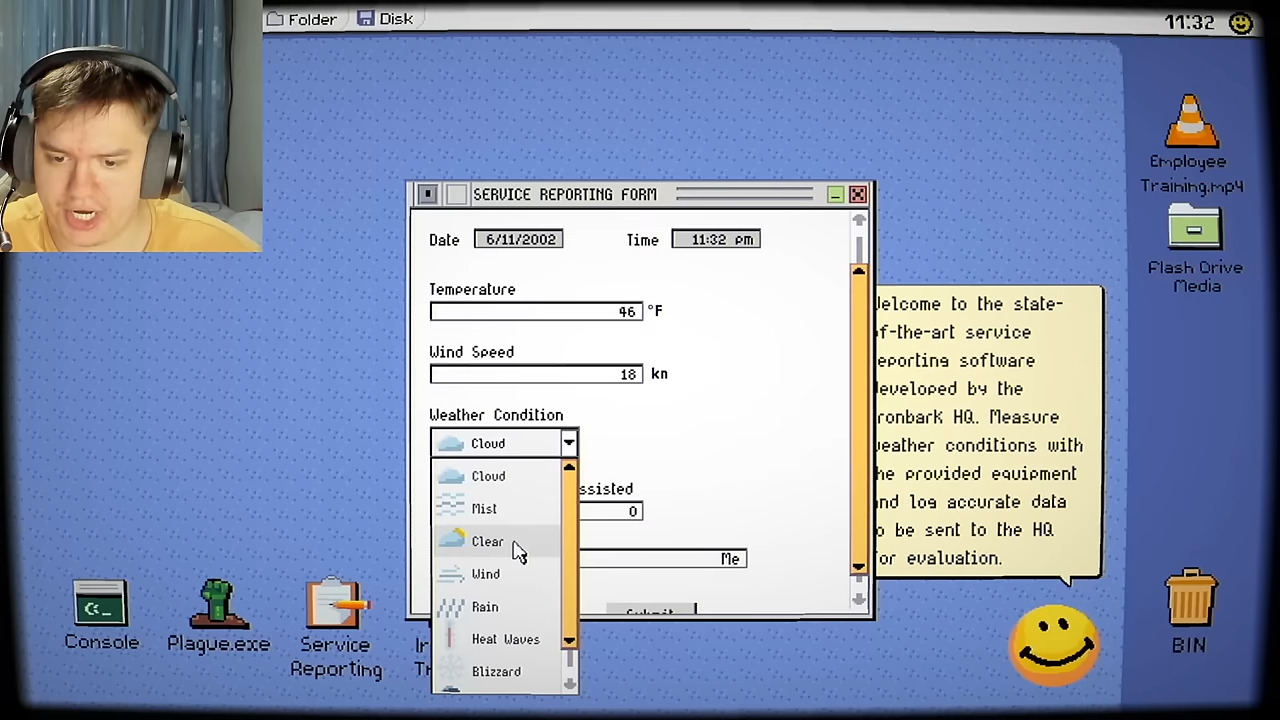 Folder
Disk
11:32
Employee
Training.mp4
Flash Drive
Media
SERVICE REPORTING FORM
Date 6/11/2002 Time 11:32 pm
Temperature
46 °F
Wind Speed
18 kn
Weather Condition
Cloud
Cloud
Mist
Clear
Wind
Rain
Heat Waves
Blizzard
ssisted
0
Me
Submit
elcome to the state-
f-the-art service
eporting software
eveloped by the
ronbark HQ. Measure
eather conditions with
he provided equipment
nd log accurate data
o be sent to the HQ
or evaluation.
Console
Plague.exe
Service
Reporting
BIN